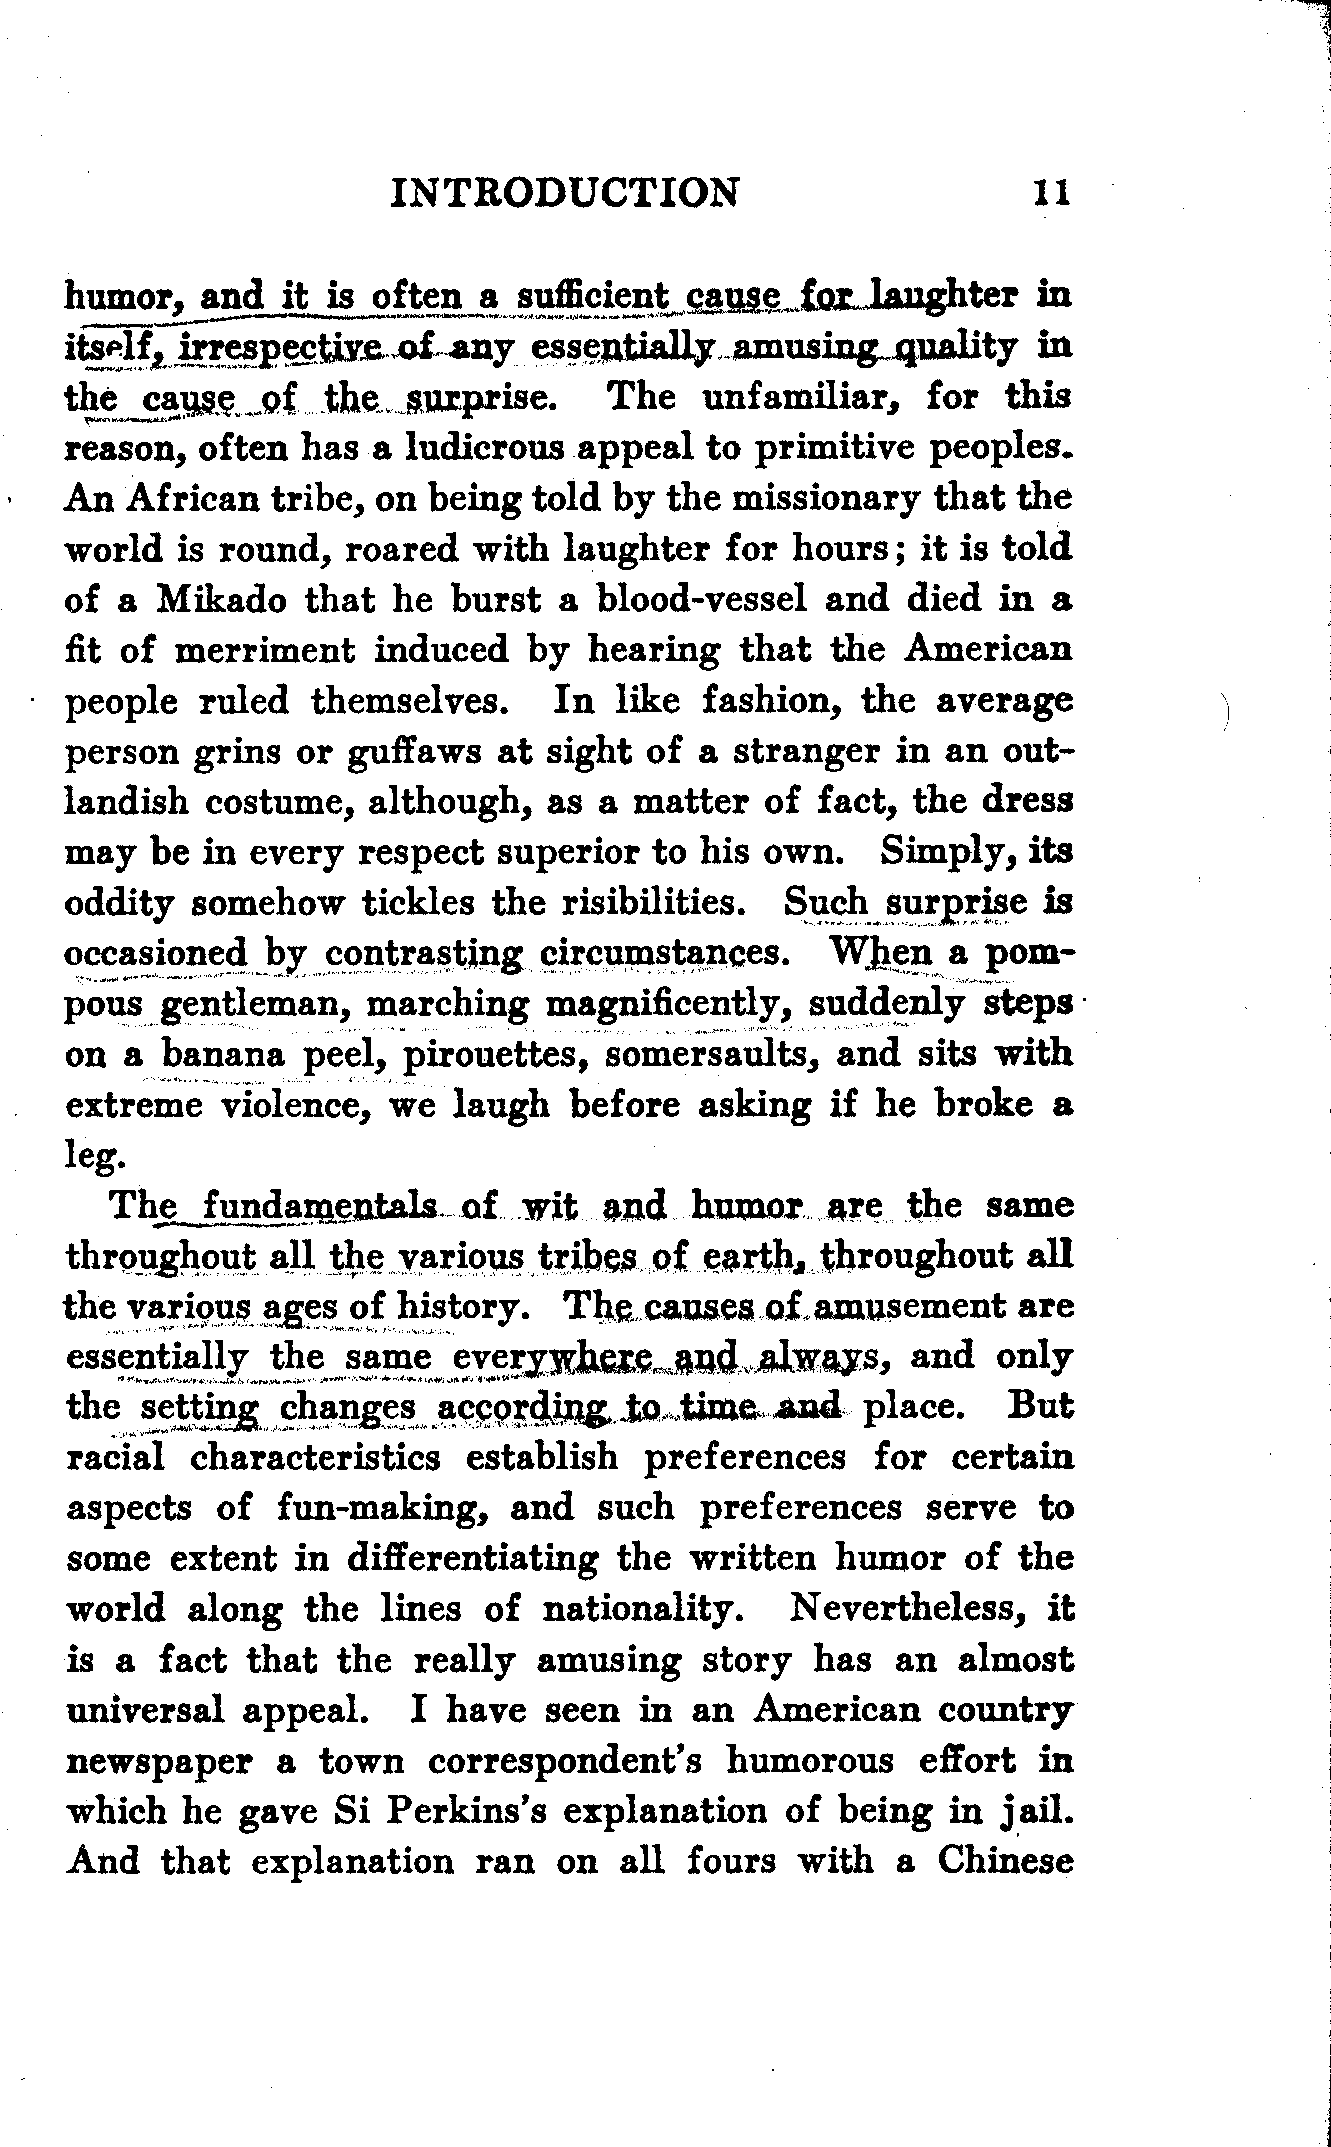 INTRODUCTION 11
humor, and it is often a sufficient cause for laughter in
itself, irrespective of any essentially amusing quality in
the cause of the surprise. The unfamiliar, for this
reason, often has a ludicrous appeal to primitive peoples.
An African tribe, on being told by the missionary that the
world is round, roared with laughter for hours; it is told
of a Mikado that he burst a blood-vessel and died in a
fit of merriment induced by hearing that the American
people ruled themselves. In like fashion, the average
person grins or guffaws at sight of a stranger in an out-
landish costume, although, as a matter of fact, the dress
may be in every respect superior to his own. Simply, its
oddity somehow tickles the risibilities. Such surprise is
occasioned by contrasting circumstances. When a pom-
pous gentleman, marching magnificently, suddenly steps
on a banana peel, pirouettes, somersaults, and sits with
extreme violence, we laugh before asking if he broke a
leg.
The fundamentals of wit and humor are the same
throughout all the various tribes of earth, throughout all
the various ages of history. The causes of amusement are
essentially the same everywhere and always, and only
the setting changes according to time and place. But
racial characteristics establish preferences for certain
aspects of fun-making, and such preferences serve to
some extent in differentiating the written humor of the
world along the lines of nationality. Nevertheless, it
is a fact that the really amusing story has an almost
universal appeal. I have seen in an American country
newspaper a town correspondent's humorous effort in
which he gave Si Perkins's explanation of being in jail.
And that explanation ran on all fours with a Chinese